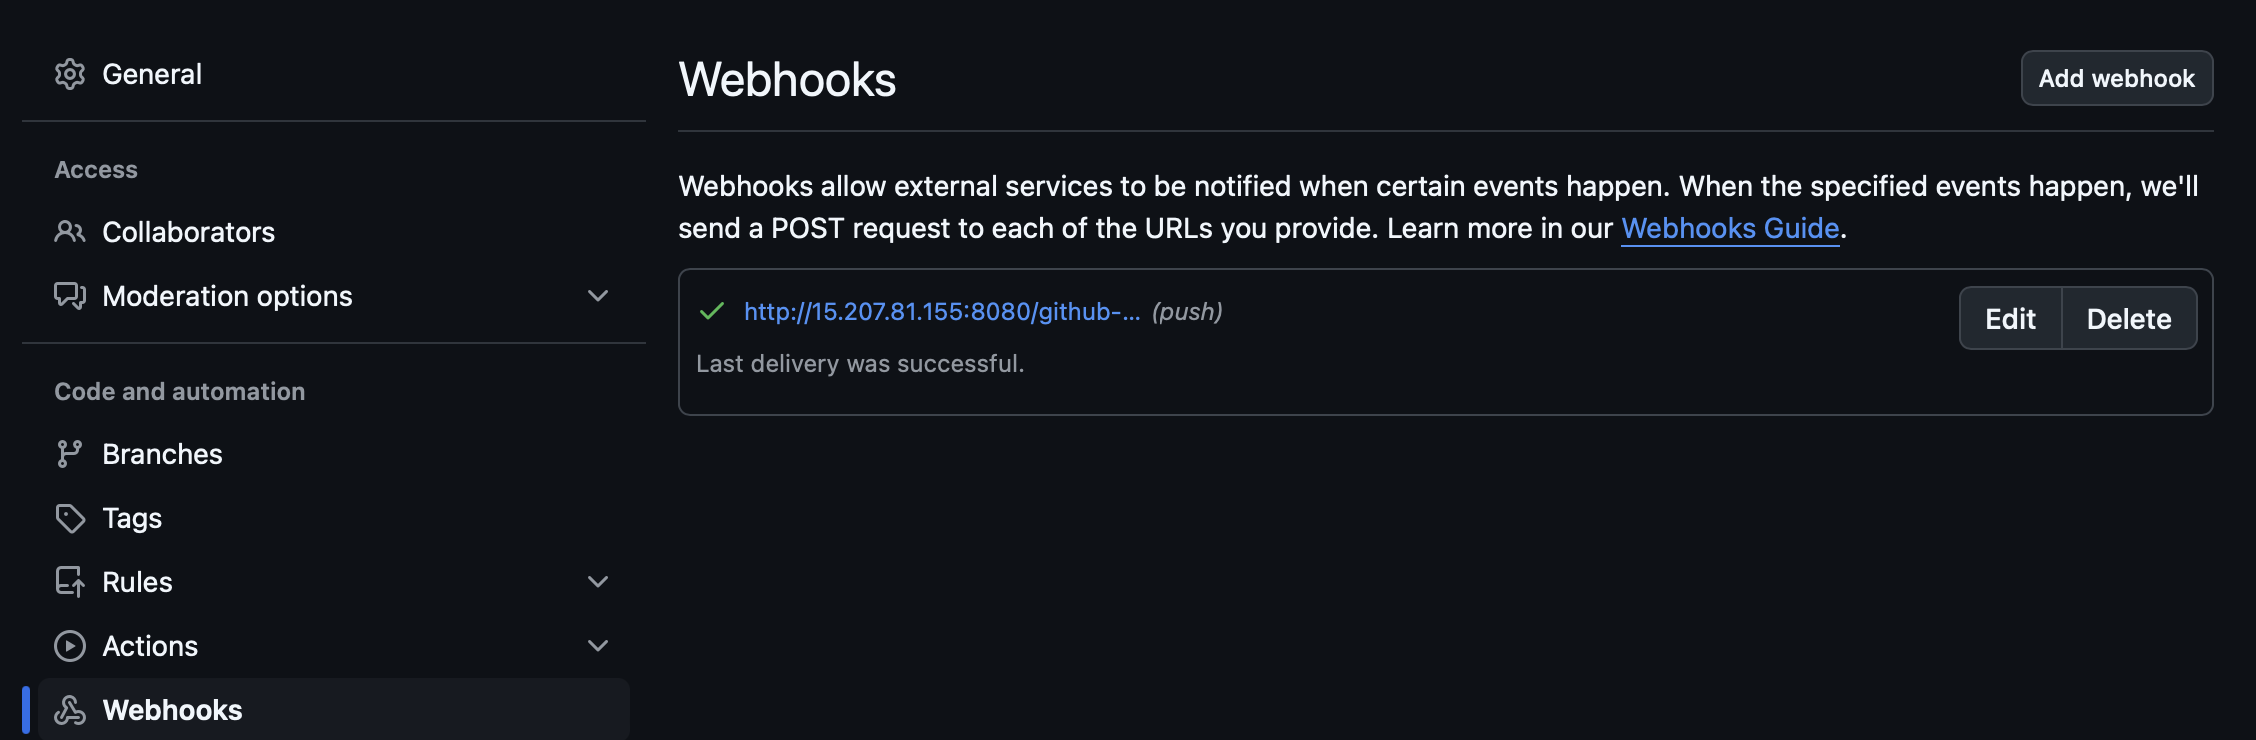 General
Access
Collaborators
Moderation options
Code and automation
Branches
Tags
Rules
Actions
Webhooks
Webhooks
Add webhook
Webhooks allow external services to be notified when certain events happen. When the specified events happen, we'll
send a POST request to each of the URLs you provide. Learn more in our Webhooks Guide.
http://15.207.81.155:8080/github-... (push)
Edit
Delete
Last delivery was successful.